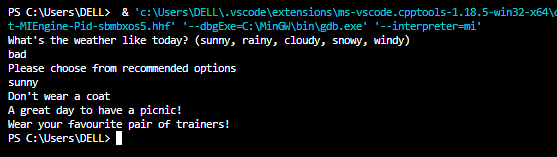 PS C:\Users\DELL>  & 'c:\Users\DELL\.vscode\extensions\ms-vscode.cpptools-1.18.5-win32-x64\d
t-MIEngine-Pid-sbmbxos5.hhf' '--dbgExe=C:\MinGW\bin\gdb.exe' '--interpreter=mi'
What's the weather like today? (sunny, rainy, cloudy, snowy, windy)
bad
Please choose from recommended options
sunny
Don't wear a coat
A great day to have a picnic!
Wear your favourite pair of trainers!
PS C:\Users\DELL>